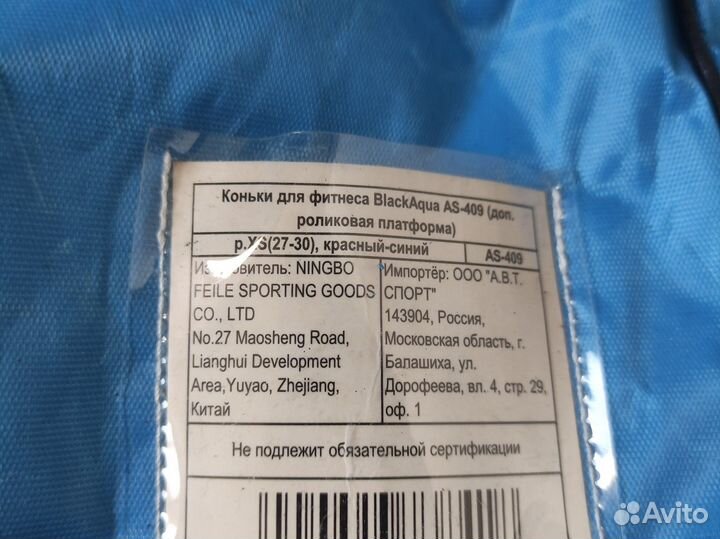 Коньки для фитнеса BlackAqua AS-409 (доп.
роликовая платформа)
р.XS(27-30), красный-синий
AS-409
Изготовитель: NINGBO
FEILE SPORTING GOODS
CO., LTD
No.27 Maosheng Road,
Lianghui Development
Area,Yuyao, Zhejiang,
Китай
Импортёр: ООО "А.В.Т.
СПОРТ"
143904, Россия,
Московская область, г.
Балашиха, ул.
Дорофеева, вл. 4, стр. 29,
оф. 1
Не подлежит обязательной сертификации
Avito